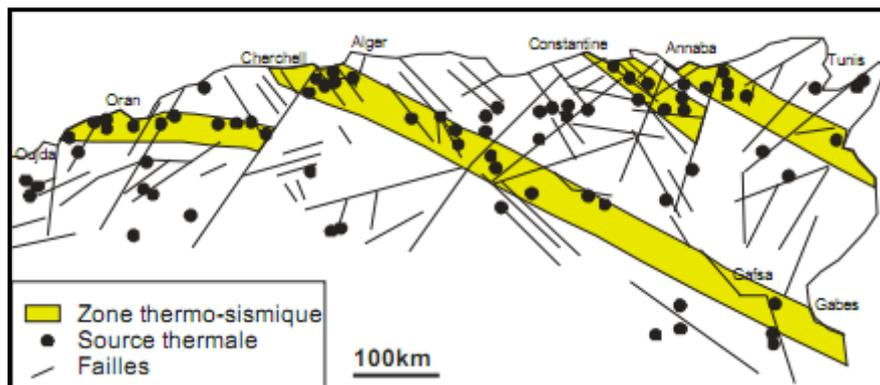 Alger
Constantine
Annaba
Cherchell
Tunis
Oran
Oujda
Gafsa
Gabes
Zone thermo-sismique
Source thermale
Failles
100km